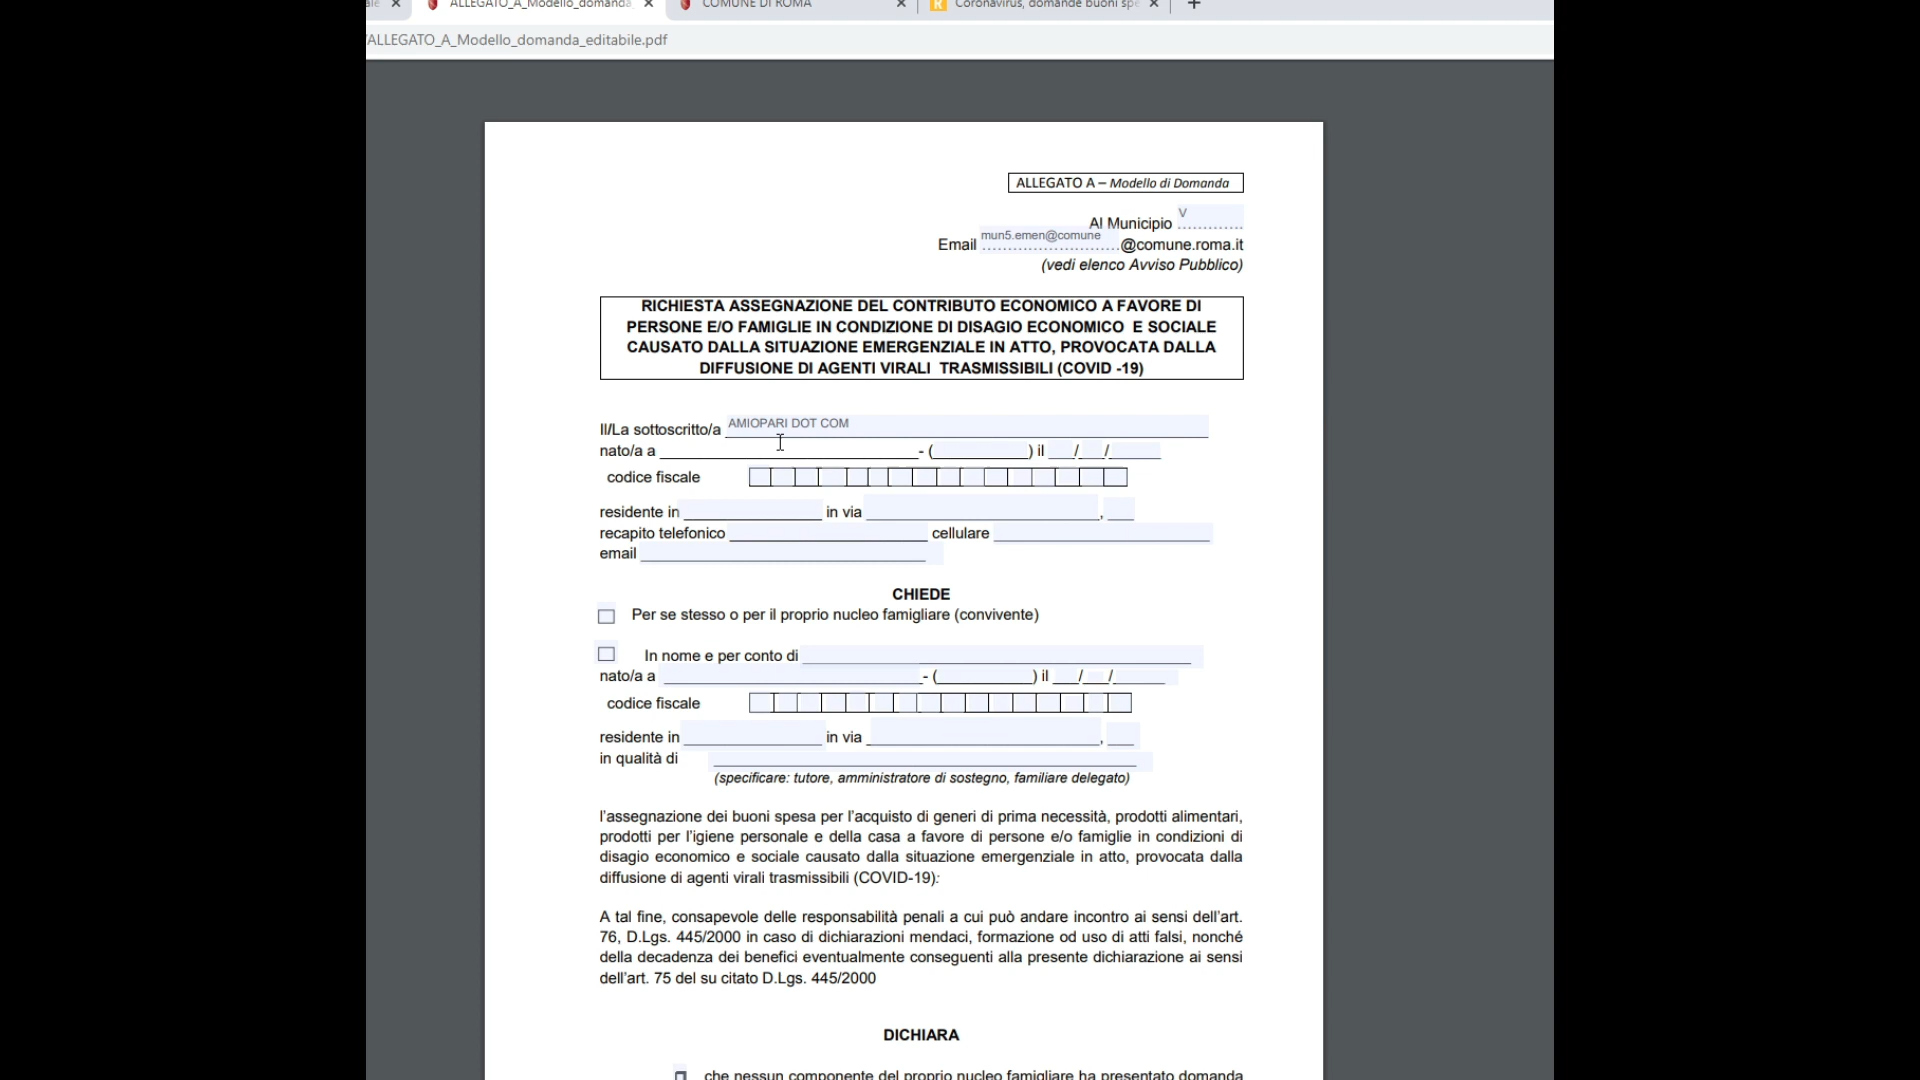 ALLEGATO_A_Modello_domanda
COMUNE DI ROMA
Coronavirus, domande buoni spe
/ALLEGATO_A_Modello_domanda_editabile.pdf
ALLEGATO A – Modello di Domanda
Al Municipio V
Email mun5.emen@comune @comune.roma.it
(vedi elenco Avviso Pubblico)
RICHIESTA ASSEGNAZIONE DEL CONTRIBUTO ECONOMICO A FAVORE DI
PERSONE E/O FAMIGLIE IN CONDIZIONE DI DISAGIO ECONOMICO E SOCIALE
CAUSATO DALLA SITUAZIONE EMERGENZIALE IN ATTO, PROVOCATA DALLA
DIFFUSIONE DI AGENTI VIRALI TRASMISSIBILI (COVID -19)
Il/La sottoscritto/a AMIOPARI DOT COM
nato/a a - ( ) il / /
codice fiscale
residente in in via ,
recapito telefonico cellulare
email
CHIEDE
Per se stesso o per il proprio nucleo famigliare (convivente)
In nome e per conto di
nato/a a - ( ) il / /
codice fiscale
residente in in via ,
in qualità di
(specificare: tutore, amministratore di sostegno, familiare delegato)
l'assegnazione dei buoni spesa per l'acquisto di generi di prima necessità, prodotti alimentari,
prodotti per l'igiene personale e della casa a favore di persone e/o famiglie in condizioni di
disagio economico e sociale causato dalla situazione emergenziale in atto, provocata dalla
diffusione di agenti virali trasmissibili (COVID-19):
A tal fine, consapevole delle responsabilità penali a cui può andare incontro ai sensi dell'art.
76, D.Lgs. 445/2000 in caso di dichiarazioni mendaci, formazione od uso di atti falsi, nonché
della decadenza dei benefici eventualmente conseguenti alla presente dichiarazione ai sensi
dell'art. 75 del su citato D.Lgs. 445/2000
DICHIARA
che nessun componente del proprio nucleo famigliare ha presentato domanda